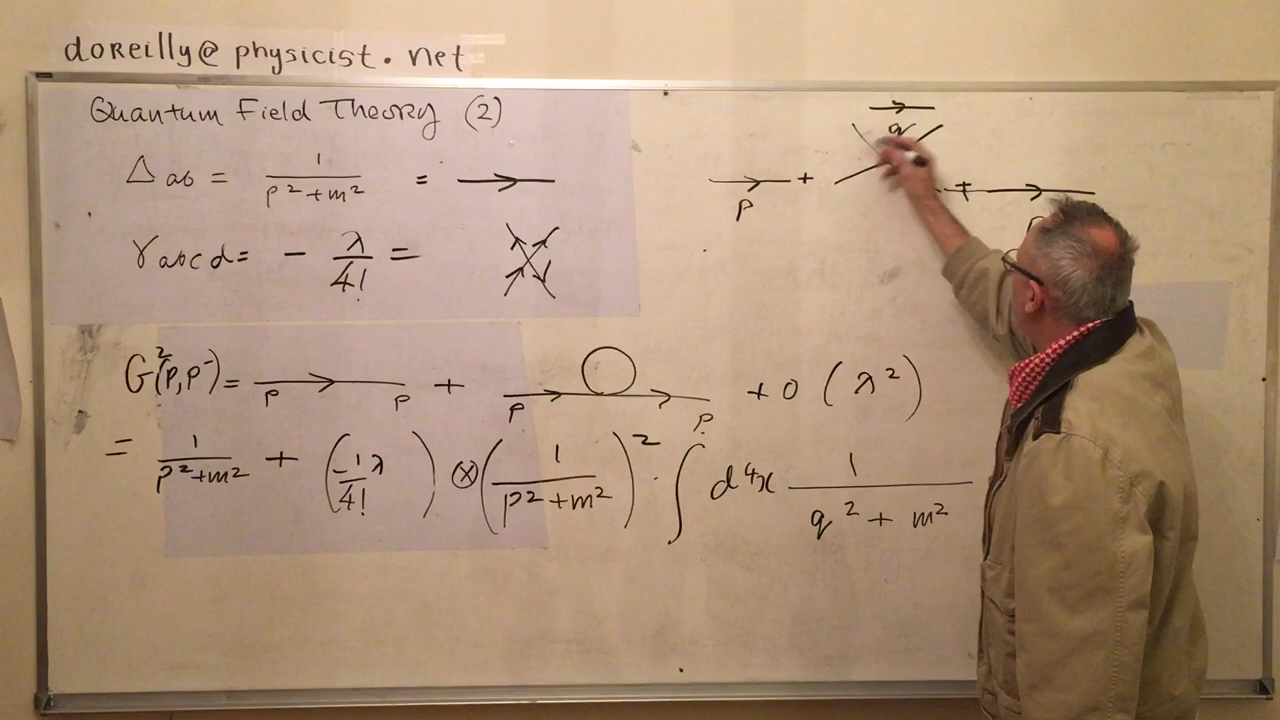 doReilly@physicist.net
Quantum Field Theory (2)
Δab = 1/(p²+m²) =
γabcd = - λ/4! =
q
p + +
G²(p,p⁻) = p p + p p + O(λ²)
= 1/(p²+m²) + (-1λ/4!) ⊗ (1/(p²+m²))² · ∫ d⁴x 1/(q²+m²)